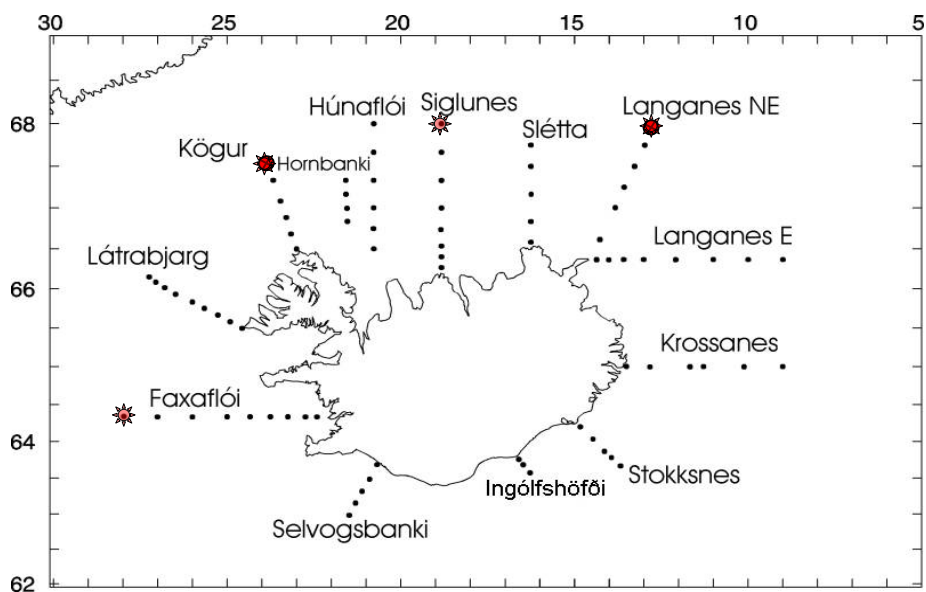 30 25 20 15 10 5
Húnaflói Siglunes Langanes NE
68
Slétta
Kögur Hornbanki
Langanes E
Látrabjarg
66
Krossanes
Faxaflói
64
Stokksnes
Ingólfshöfði
Selvogsbanki
62